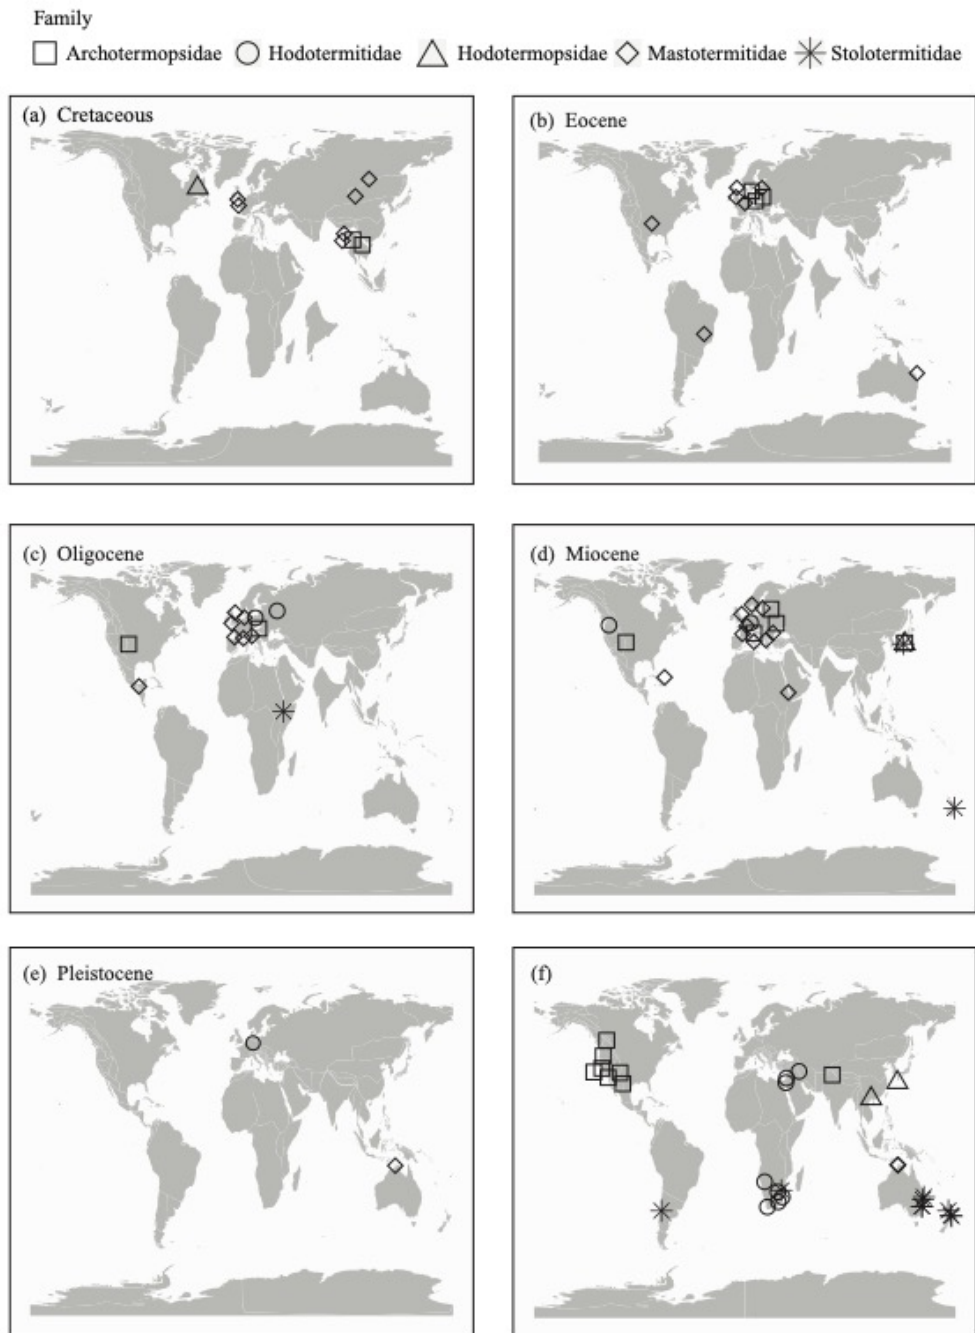 Family
Archotermopsidae Hodotermitidae Hodotermopsidae Mastotermitidae Stolotermitidae
(a) Cretaceous
(b) Eocene
(c) Oligocene
(d) Miocene
(e) Pleistocene
(f)